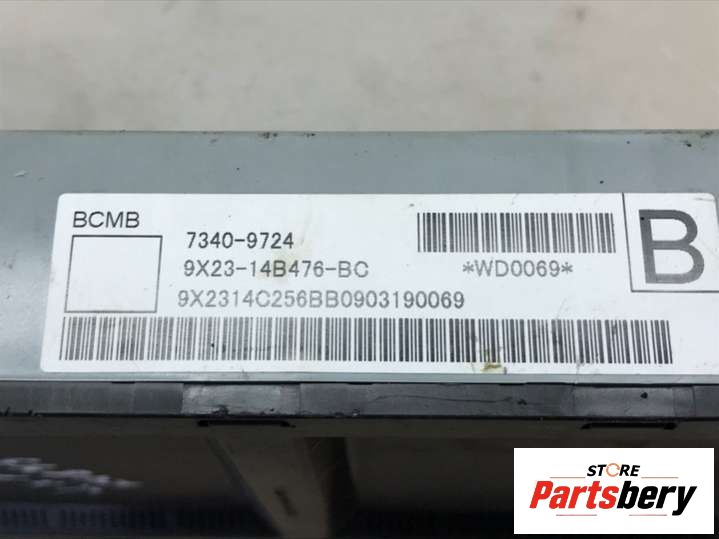 BCMB
7340-9724
9X23-14B476-BC
*WD0069*
9X2314C256BB0903190069
B
STORE
Partsbery